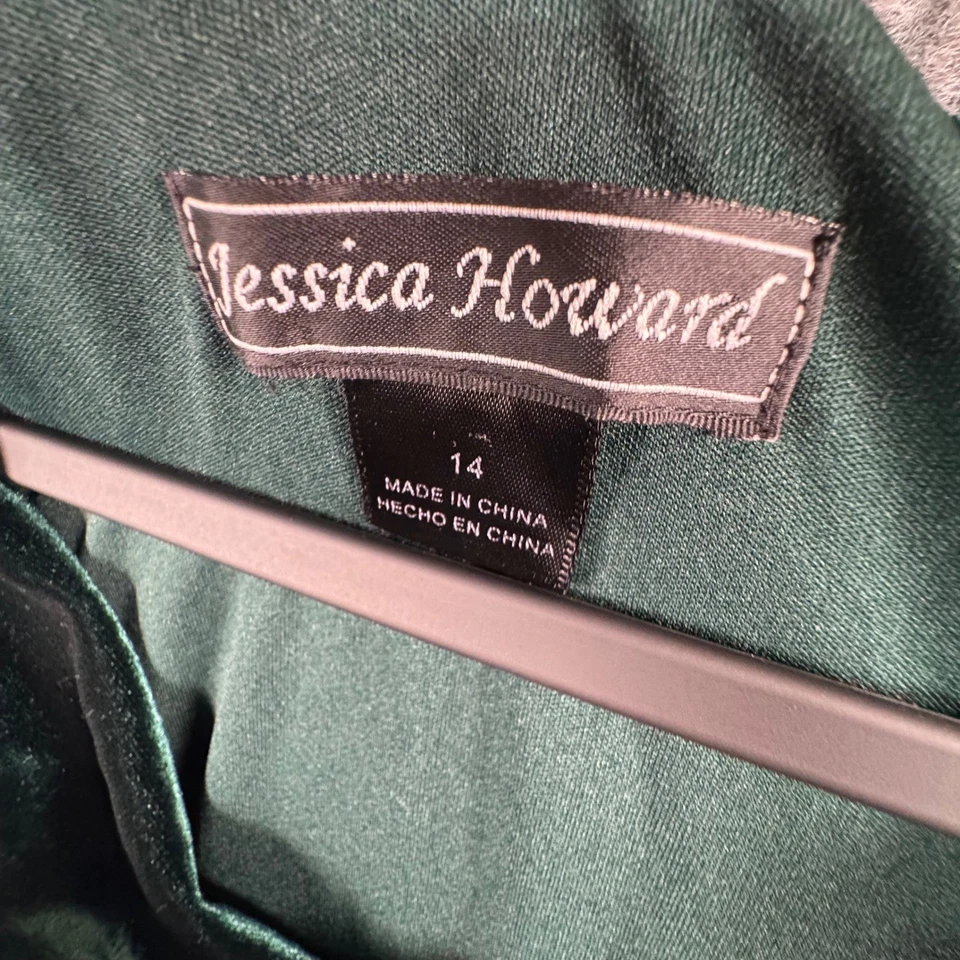 Jessica Howard
14
MADE IN CHINA
HECHO EN CHINA